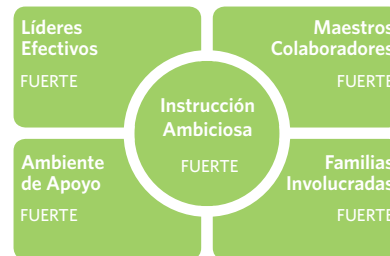 Líderes
Efectivos
FUERTE
Maestros
Colaboradores
FUERTE
Instrucción
Ambiciosa
FUERTE
Ambiente
de Apoyo
FUERTE
Familias
Involucradas
FUERTE